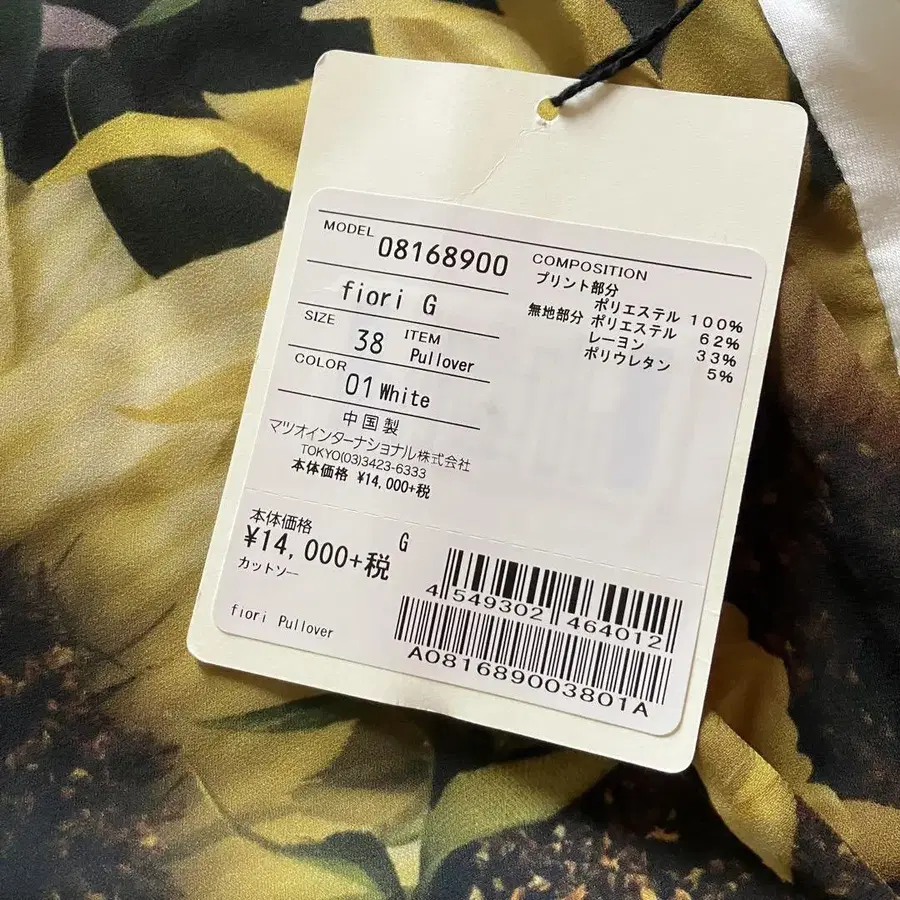 MODEL 08168900
fiori G
SIZE 38 ITEM Pullover
COLOR 01 White
中国製
マツオインターナショナル株式会社
TOKYO(03)3423-6333
本体価格 ¥14,000+税
COMPOSITION
プリント部分
ポリエステル 100%
無地部分 ポリエステル 62%
レーヨン 33%
ポリウレタン 5%
本体価格 G
¥14,000+税
カットソー
fiori Pullover
4 549302 464012
A081689003801A